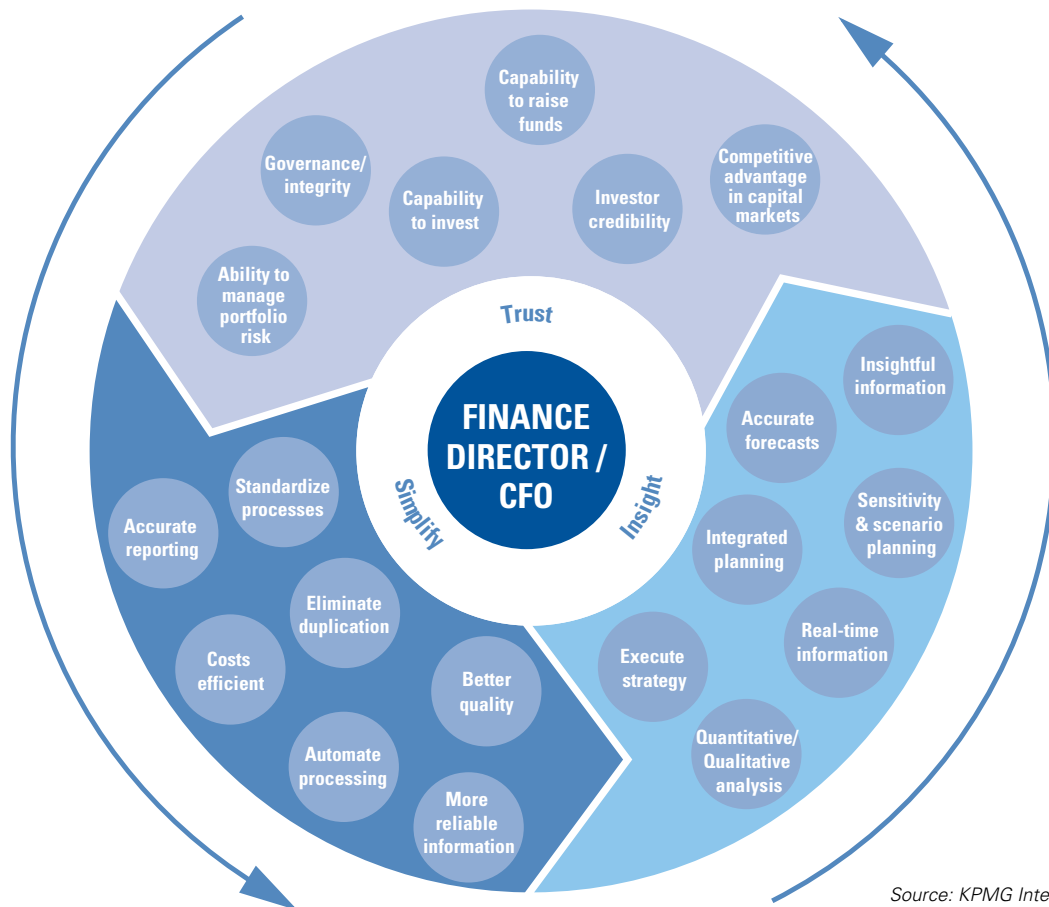 Capability
to raise
funds
Governance/
integrity
Capability
to invest
Investor
credibility
Competitive
advantage
in capital
markets
Ability to
manage
portfolio
risk
Trust
FINANCE
DIRECTOR /
CFO
Simplify
Insight
Insightful
information
Accurate
forecasts
Sensitivity
& scenario
planning
Integrated
planning
Real-time
information
Execute
strategy
Quantitative/
Qualitative
analysis
Standardize
processes
Accurate
reporting
Eliminate
duplication
Costs
efficient
Better
quality
Automate
processing
More
reliable
information
Source: KPMG Inte